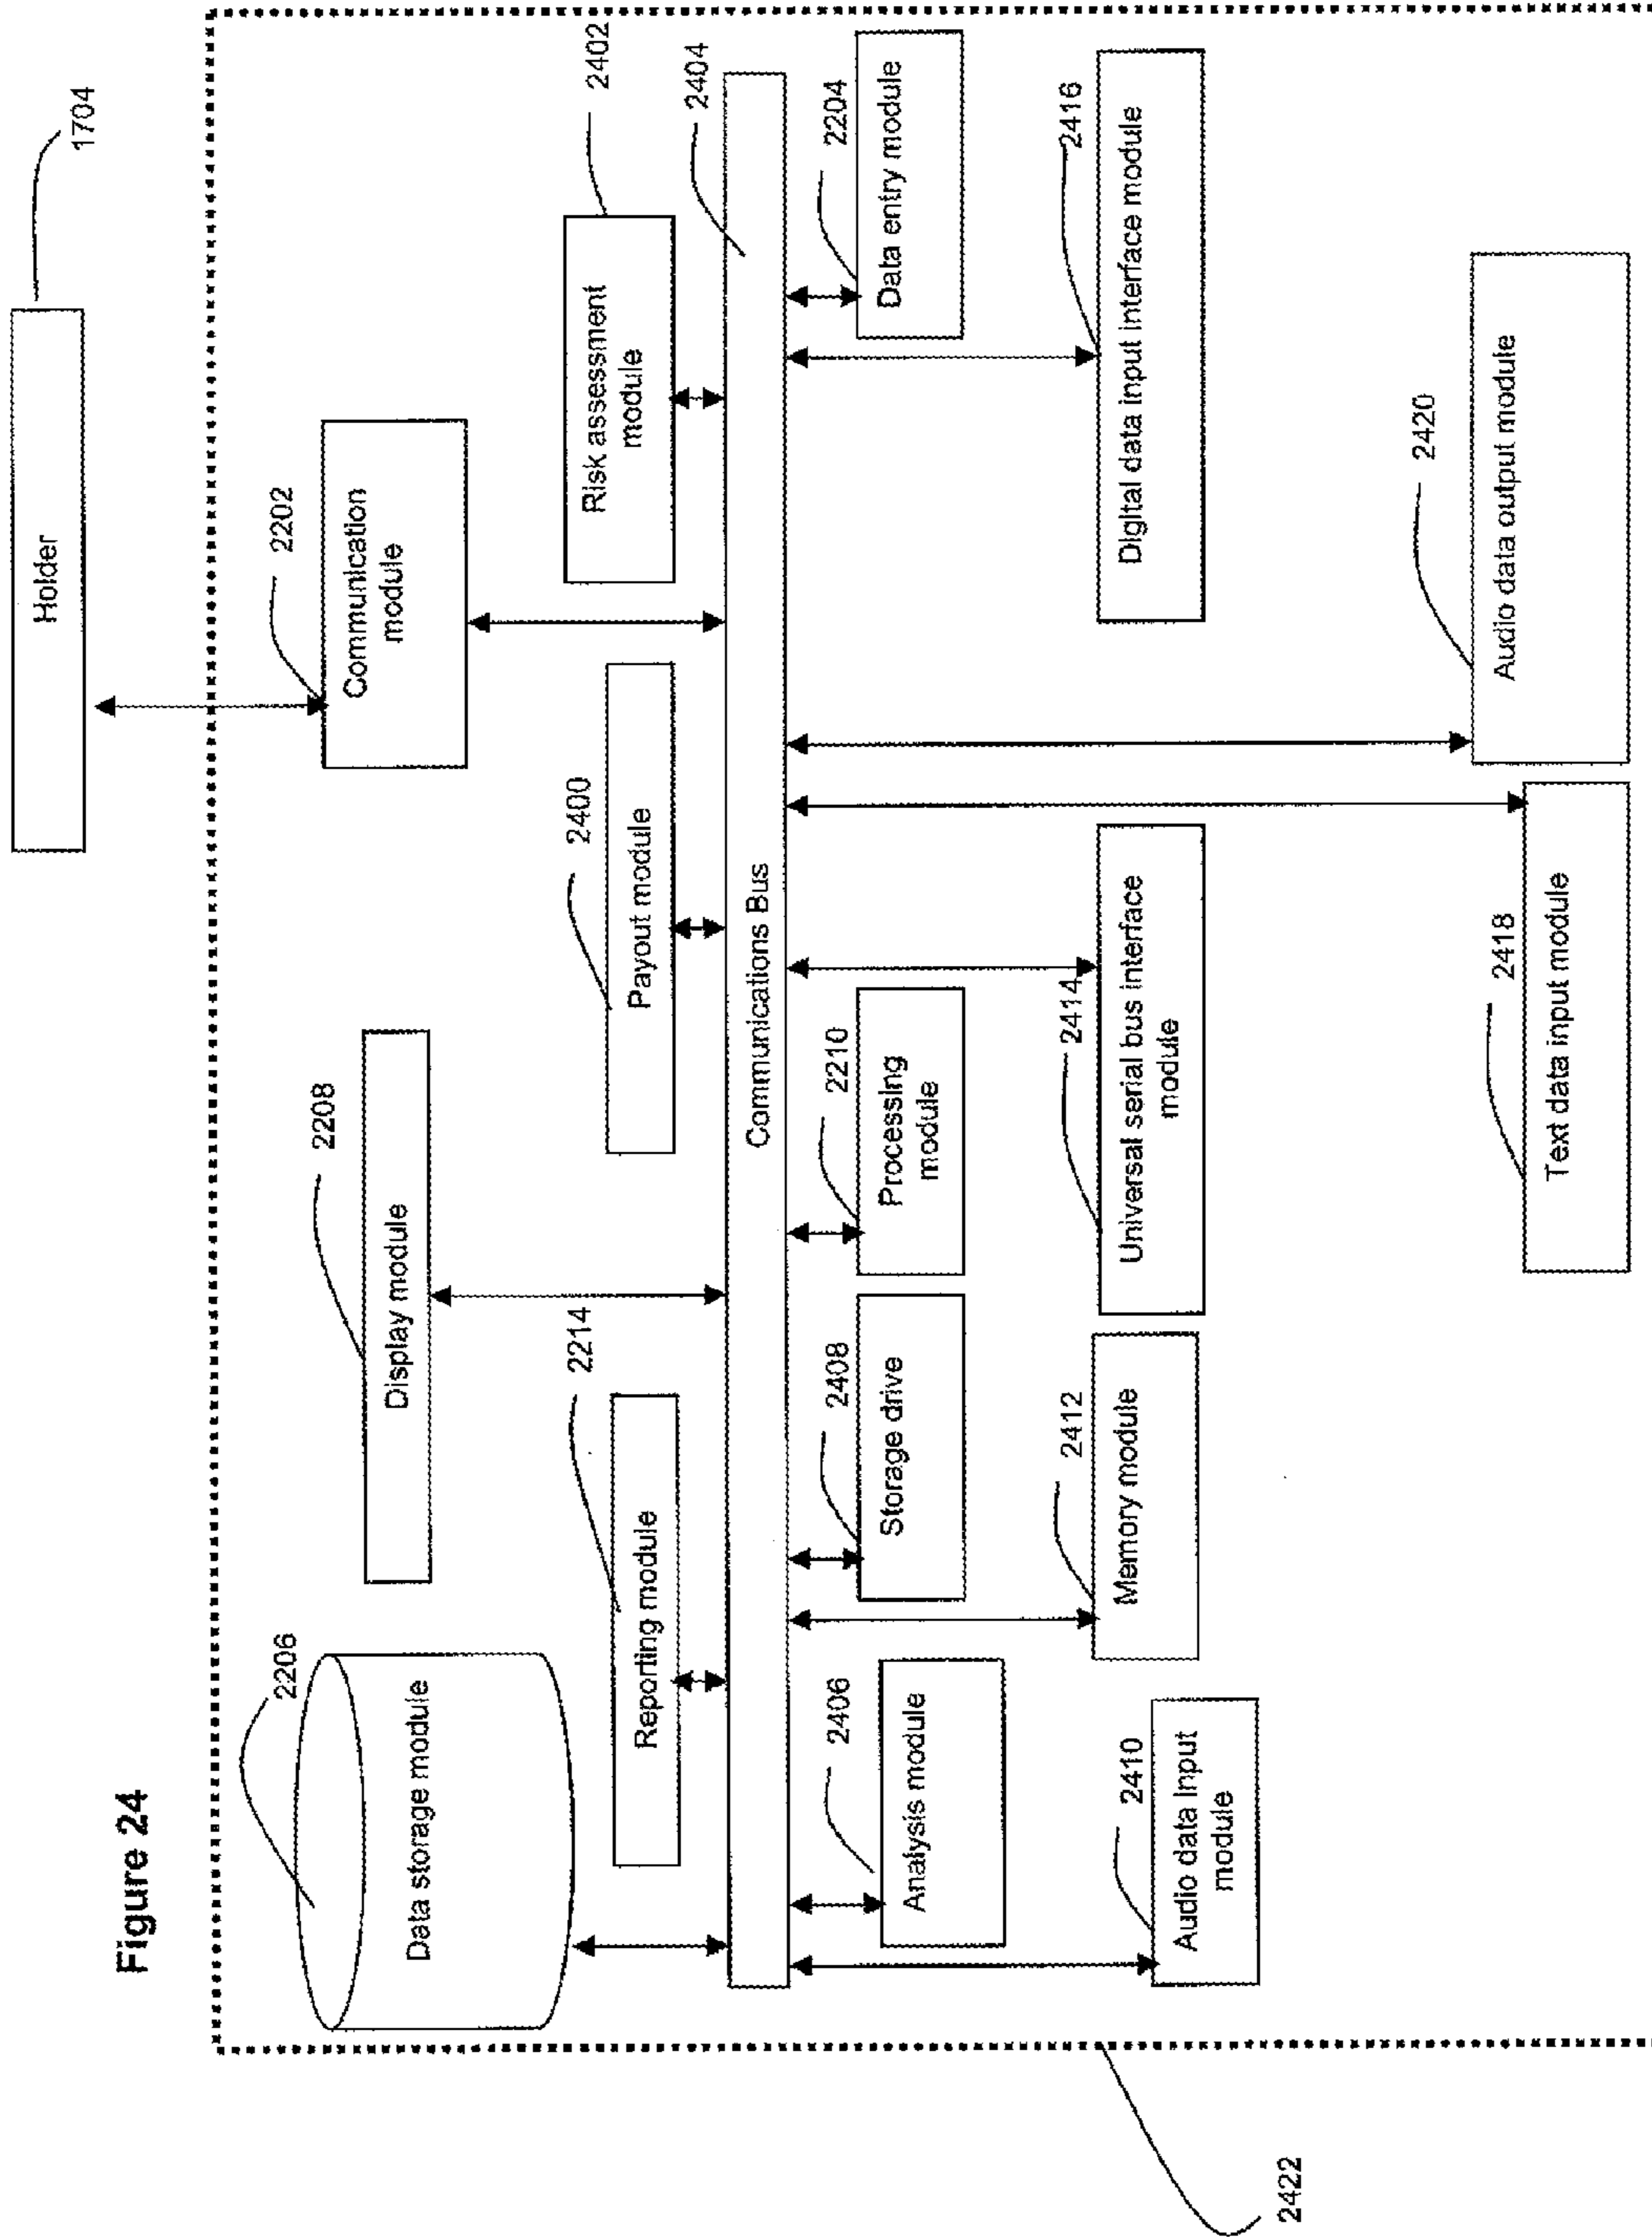 Figure 24
Holder
1704
2206
Data storage module
2208
Display module
2202
Communication
module
2214
Reporting module
2400
Payout module
2402
Risk assessment
module
2404
Communications Bus
2406
Analysis module
2408
Storage drive
2210
Processing
module
2204
Data entry module
2410
Audio data input
module
2412
Memory module
2414
Universal serial bus interface
module
2416
Digital data input interface module
2418
Text data input module
2420
Audio data output module
2422